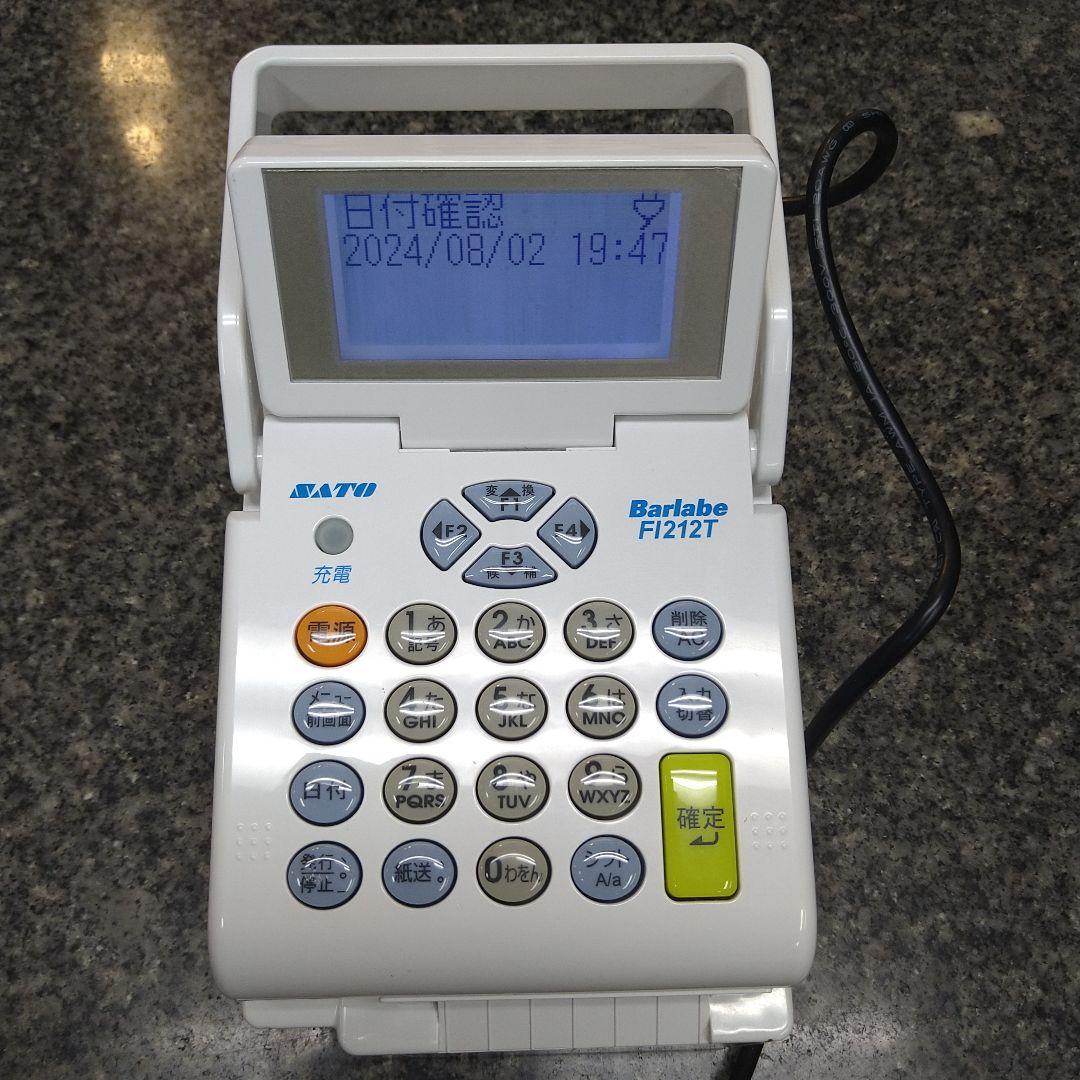 日付確認
2024/08/02 19:47
SATO
Barlabe
FI212T
変▲換
F1
◀F2
F4▶
F3
候▼補
充電
電源
1 あ
記号
2 か
ABC
3 さ
DEF
削除
AC
メニュー
前画面
4 た
GHI
5 な
JKL
6 は
MNO
入力
切替
日付
7 ま
PQRS
8 や
TUV
9 ら
WXYZ
確定
発行
停止
紙送。
0 わをん
シフト
A/a